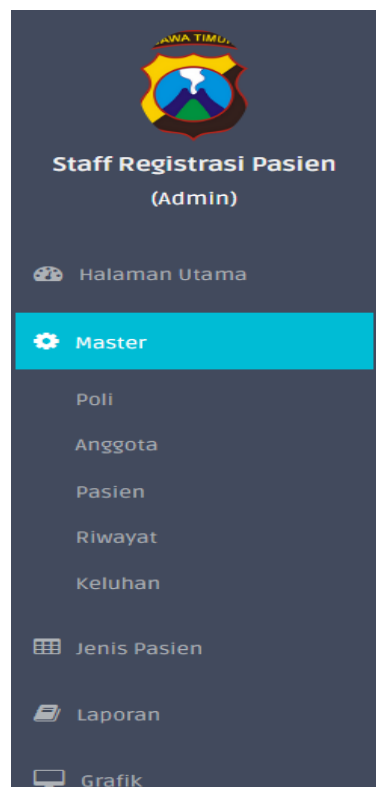 JAWA TIMUR
Staff Registrasi Pasien
(Admin)
Halaman Utama
Master
Poli
Anggota
Pasien
Riwayat
Keluhan
Jenis Pasien
Laporan
Grafik